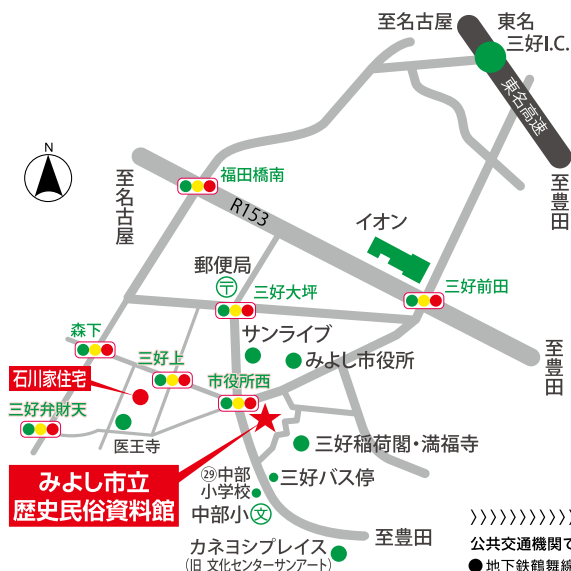 至名古屋
東名
三好I.C.
東名高速
至豊田
N
至名古屋
福田橋南
R153
イオン
郵便局
〒
三好大坪
三好前田
至豊田
森下
サンライブ
みよし市役所
三好上
石川家住宅
市役所西
三好弁財天
医王寺
三好稲荷閣・満福寺
みよし市立
歴史民俗資料館
㉙中部
小学校
三好バス停
中部小
文
至豊田
カネヨシプレイス
(旧 文化センターサンアート)
〉〉〉〉〉〉〉〉〉〉
公共交通機関で
●地下鉄鶴舞線